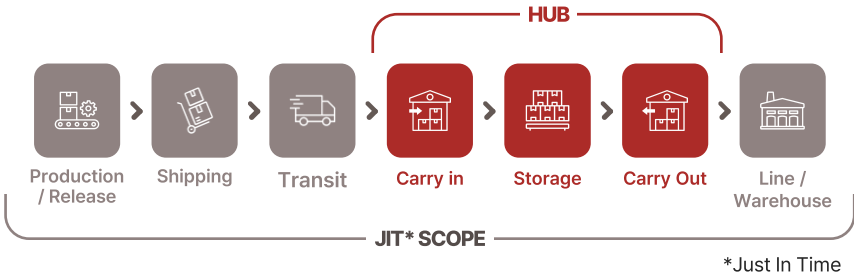 HUB
Production
/ Release
Shipping
Transit
Carry in
Storage
Carry Out
Line /
Warehouse
JIT* SCOPE
*Just In Time